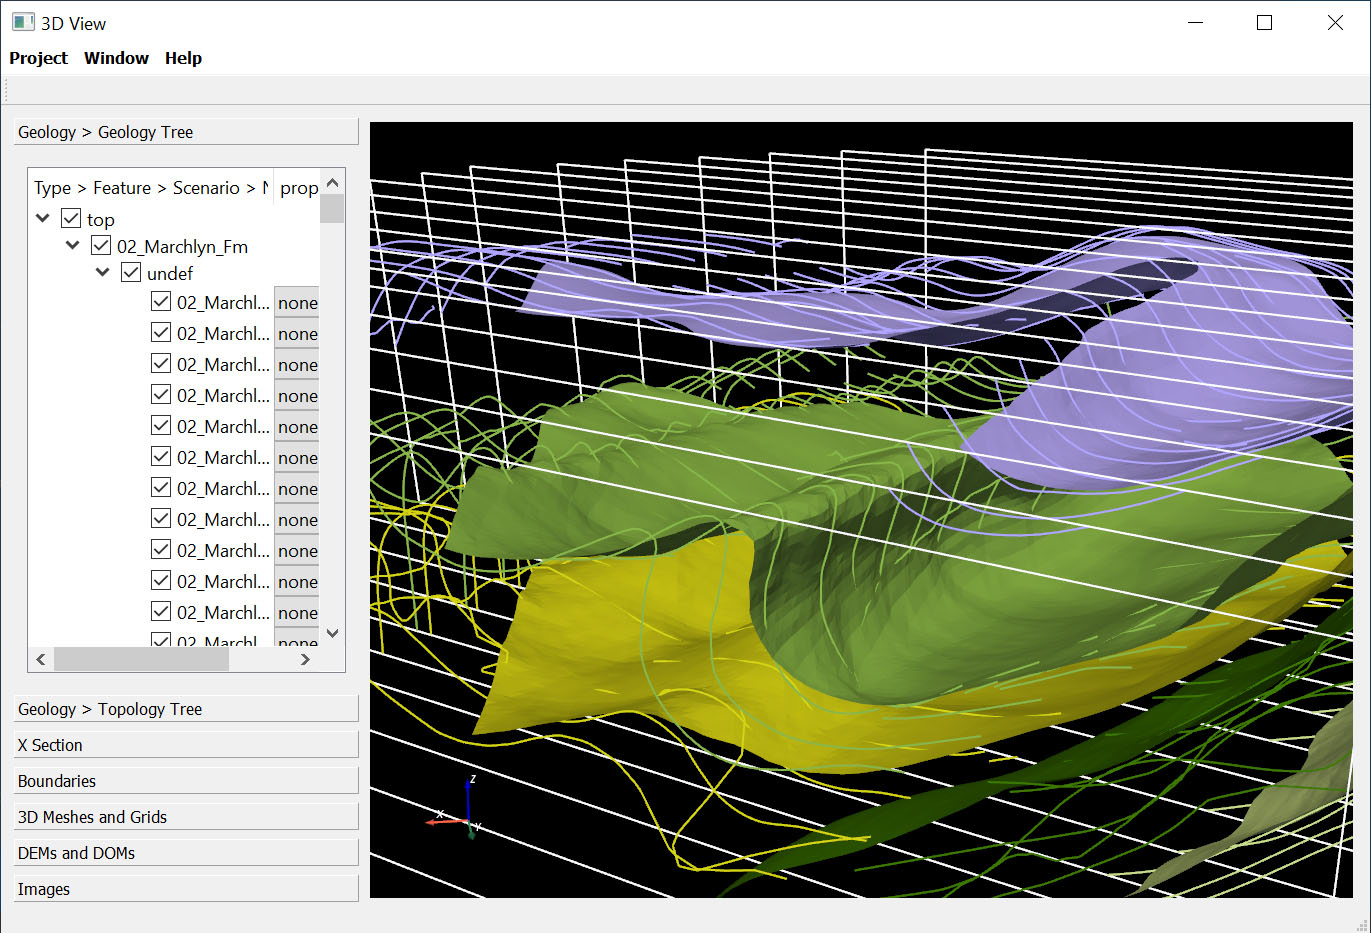 3D View
Project Window Help
Geology > Geology Tree
Type > Feature > Scenario > N prop
top
02_Marchlyn_Fm
undef
02_Marchl... none
02_Marchl... none
02_Marchl... none
02_Marchl... none
02_Marchl... none
02_Marchl... none
02_Marchl... none
02_Marchl... none
02_Marchl... none
02_Marchl... none
02_Marchl... none
02_Marchl... none
Geology > Topology Tree
X Section
Boundaries
3D Meshes and Grids
DEMs and DOMs
Images
Z
X
Y